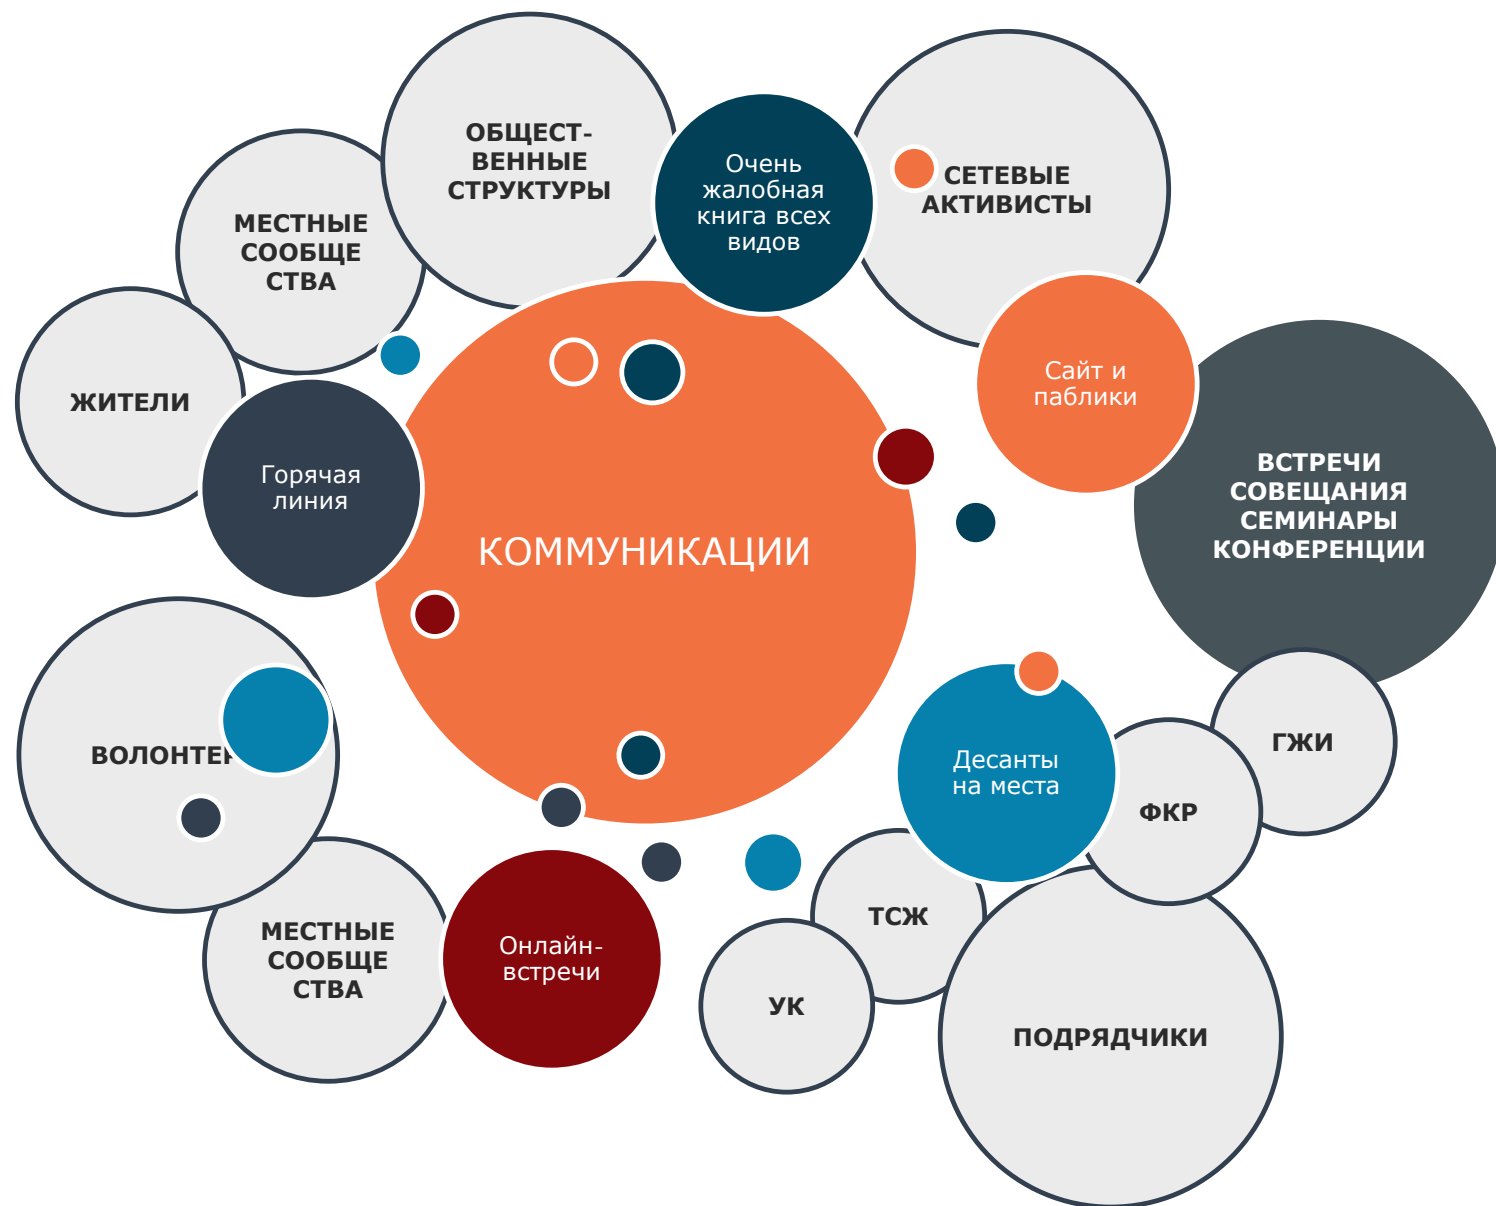 ОБЩЕСТ-
ВЕННЫЕ
СТРУКТУРЫ
Очень
жалобная
книга всех
видов
СЕТЕВЫЕ
АКТИВИСТЫ
МЕСТНЫЕ
СООБЩЕ
СТВА
ЖИТЕЛИ
Горячая
линия
Сайт и
паблики
ВСТРЕЧИ
СОВЕЩАНИЯ
СЕМИНАРЫ
КОНФЕРЕНЦИИ
КОММУНИКАЦИИ
Десанты
на места
ГЖИ
ФКР
МЕСТНЫЕ
СООБЩЕ
СТВА
Онлайн-
встречи
ТСЖ
УК
ПОДРЯДЧИКИ